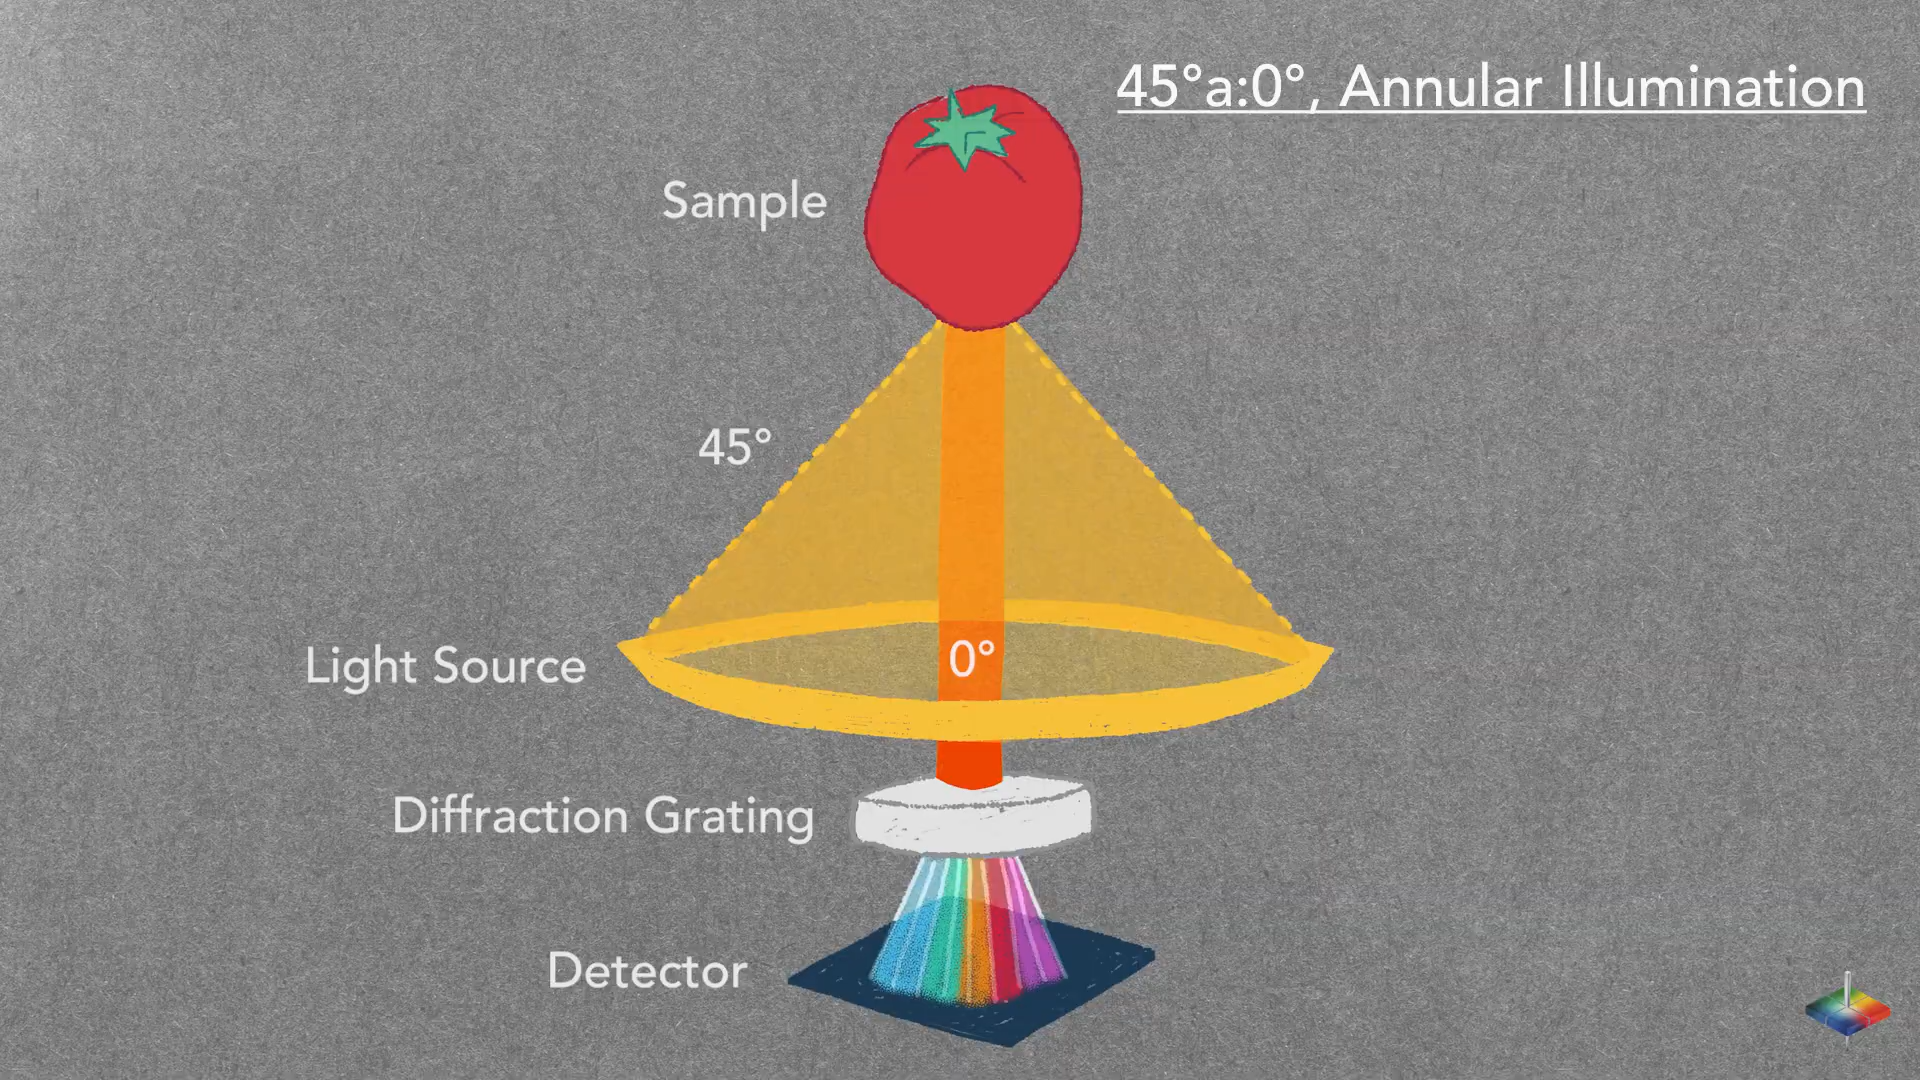 45°a:0°, Annular Illumination
Sample
45°
Light Source
0°
Diffraction Grating
Detector